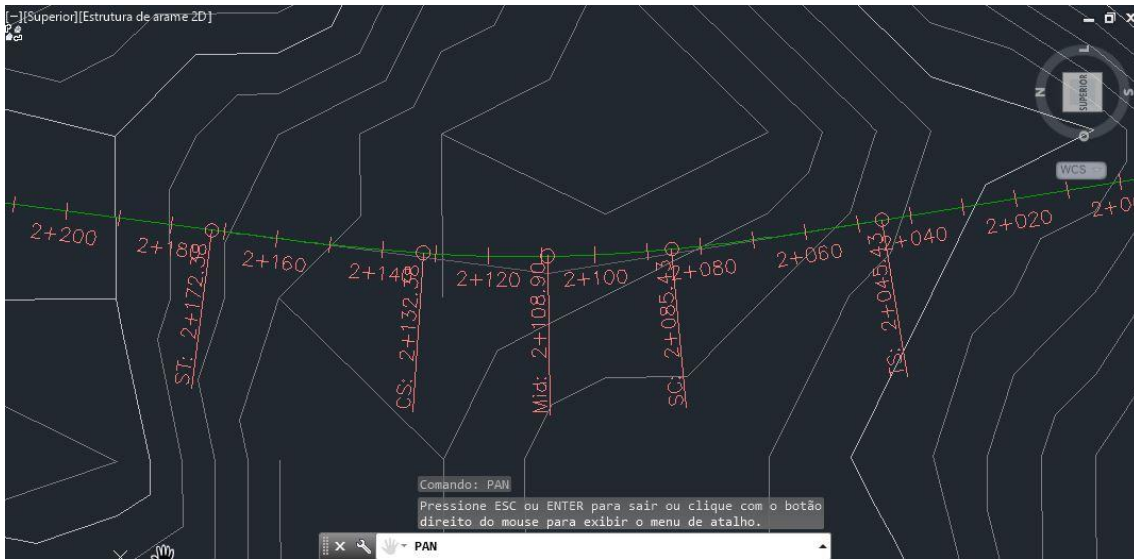 [−][Superior][Estrutura de arame 2D]
L
N
SUPERIOR
S
O
WCS
2+200
2+180
2+160
2+140
2+120
2+100
2+080
2+060
2+040
2+020
2+0
ST: 2+172.38
CS: 2+132.38
Mid: 2+108.90
SC: 2+085.43
TS: 2+045.43
Comando: PAN
Pressione ESC ou ENTER para sair ou clique com o botão
direito do mouse para exibir o menu de atalho.
PAN